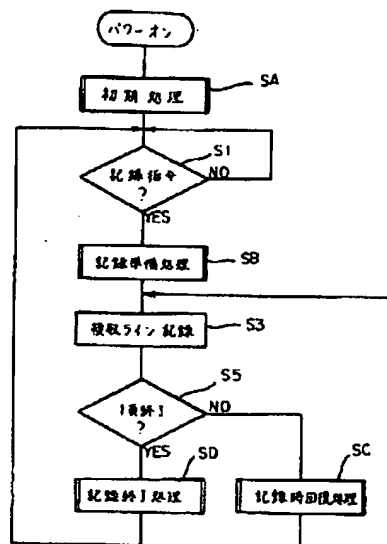 パワーオン
初期処理
SA
記録指令
?
S1
NO
YES
記録準備処理
SB
複数ライン記録
S3
1頁終了
?
S5
NO
YES
記録終了処理
SD
記録時回復処理
SC